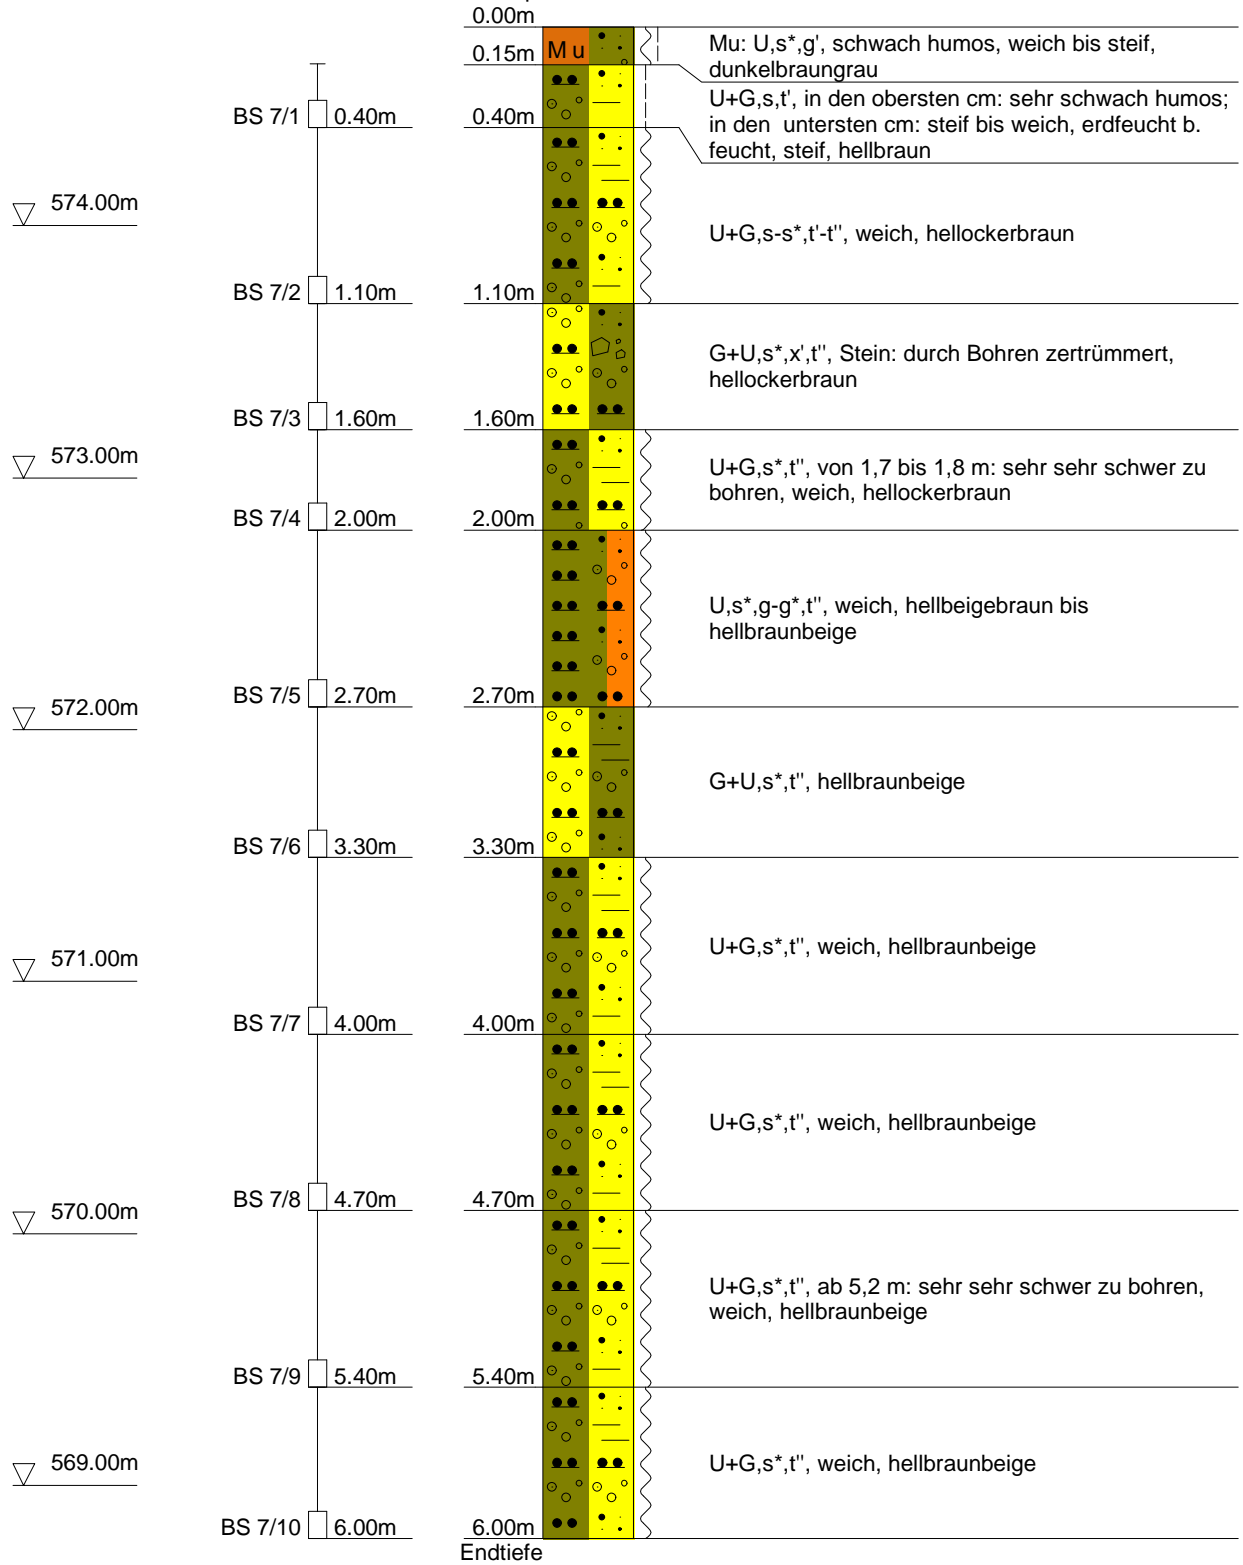 0.00m
Mu
0.15m
Mu: U,s*,g', schwach humos, weich bis steif,
dunkelbraungrau
BS 7/1 0.40m
0.40m
U+G,s,t', in den obersten cm: sehr schwach humos;
in den untersten cm: steif bis weich, erdfeucht b.
feucht, steif, hellbraun
574.00m
U+G,s-s*,t'-t'', weich, hellockerbraun
BS 7/2 1.10m
1.10m
G+U,s*,x',t'', Stein: durch Bohren zertrümmert,
hellockerbraun
BS 7/3 1.60m
1.60m
573.00m
U+G,s*,t'', von 1,7 bis 1,8 m: sehr sehr schwer zu
bohren, weich, hellockerbraun
BS 7/4 2.00m
2.00m
U,s*,g-g*,t'', weich, hellbeigebraun bis
hellbraunbeige
BS 7/5 2.70m
2.70m
572.00m
G+U,s*,t'', hellbraunbeige
BS 7/6 3.30m
3.30m
571.00m
U+G,s*,t'', weich, hellbraunbeige
BS 7/7 4.00m
4.00m
U+G,s*,t'', weich, hellbraunbeige
BS 7/8 4.70m
4.70m
570.00m
U+G,s*,t'', ab 5,2 m: sehr sehr schwer zu bohren,
weich, hellbraunbeige
BS 7/9 5.40m
5.40m
569.00m
U+G,s*,t'', weich, hellbraunbeige
BS 7/10 6.00m
6.00m
Endtiefe